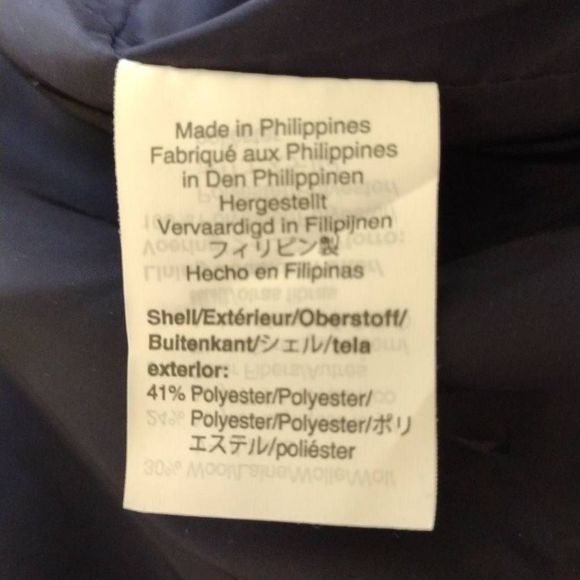 Made in Philippines
Fabriqué aux Philippines
in Den Philippinen
Hergestellt
Vervaardigd in Filipijnen
フィリピン製
Hecho en Filipinas
Shell/Extérieur/Oberstoff/
Buitenkant/シェル/tela
exterior:
41% Polyester/Polyester/
Polyester/Polyester/ポリ
エステル/poliéster